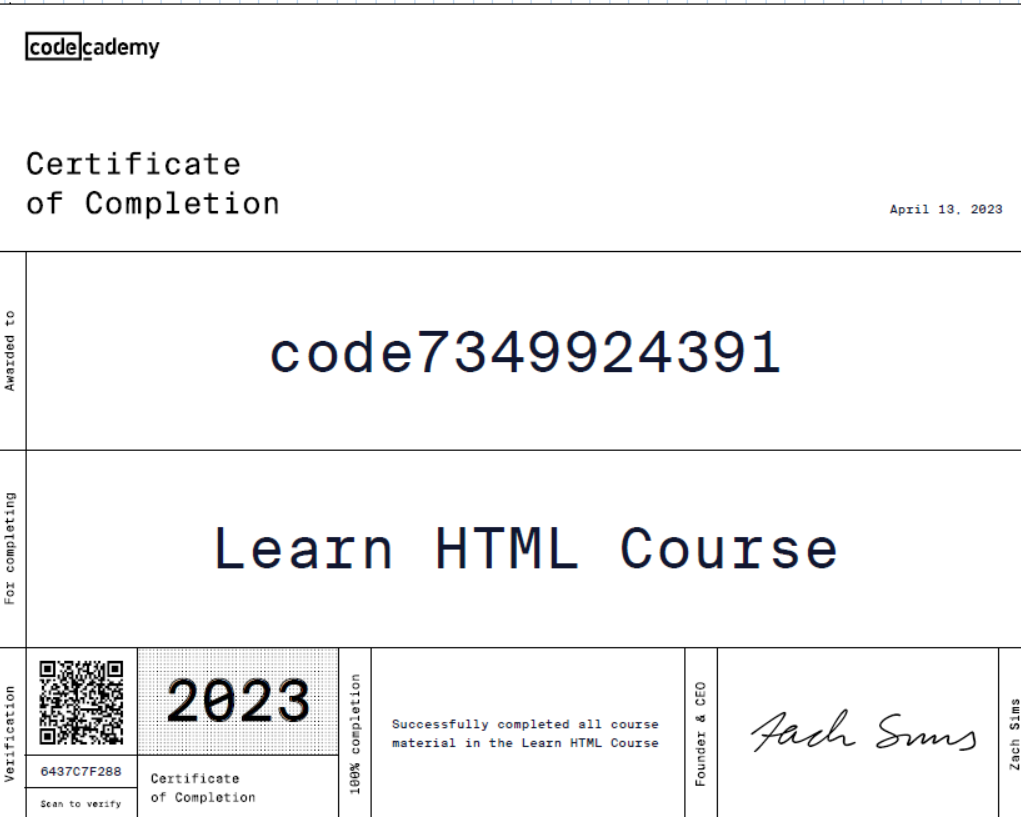 codecademy
Certificate
of Completion
April 13, 2023
Awarded to
code7349924391
For completing
Learn HTML Course
Verification
6437C7F288
Scan to verify
2023
Certificate
of Completion
100% completion
Successfully completed all course
material in the Learn HTML Course
Founder & CEO
Zach Sims
Zach Sims